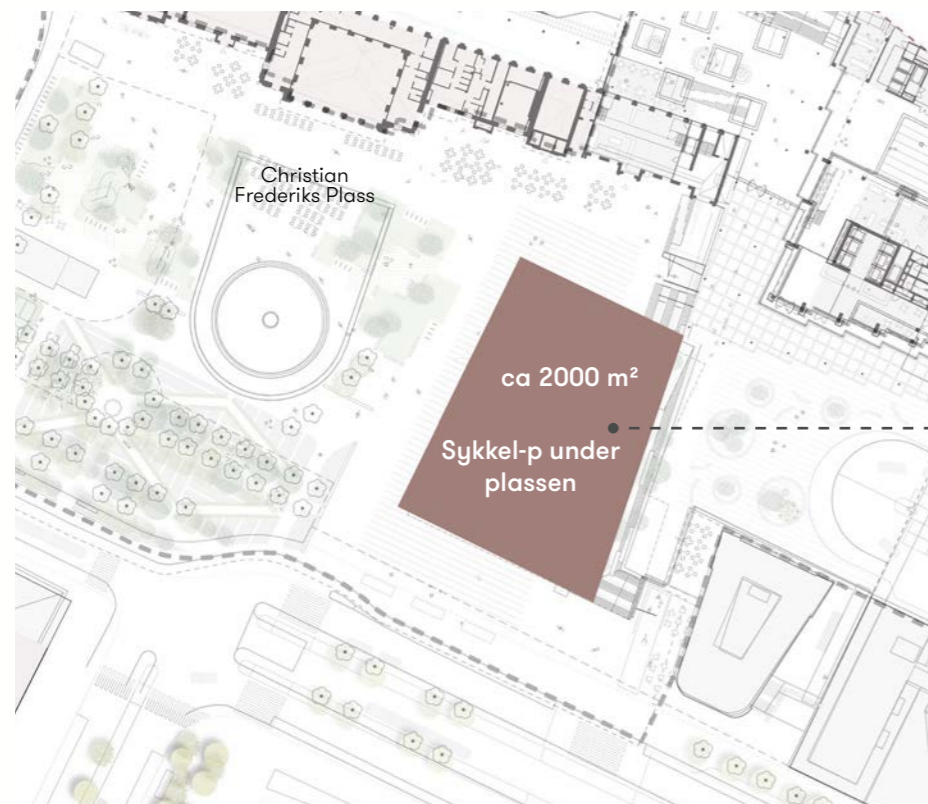 Christian
Frederiks Plass
ca 2000 m²
Sykkel-p under
plassen